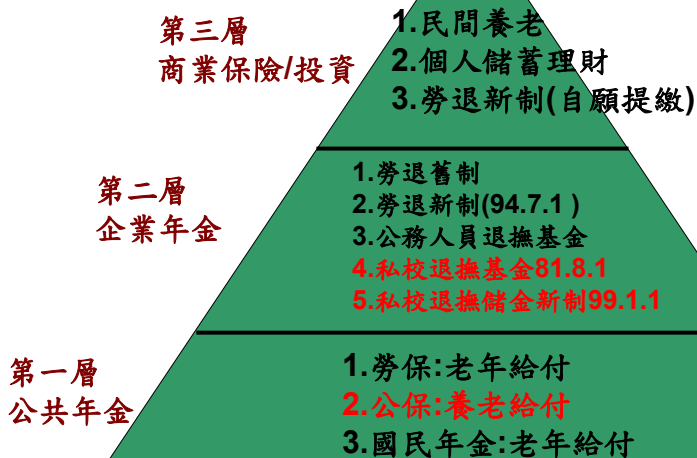 第三層
商業保險/投資
1.民間養老
2.個人儲蓄理財
3.勞退新制(自願提繳)
第二層
企業年金
1.勞退舊制
2.勞退新制(94.7.1 )
3.公務人員退撫基金
4.私校退撫基金81.8.1
5.私校退撫儲金新制99.1.1
第一層
公共年金
1.勞保:老年給付
2.公保:養老給付
3.國民年金:老年給付